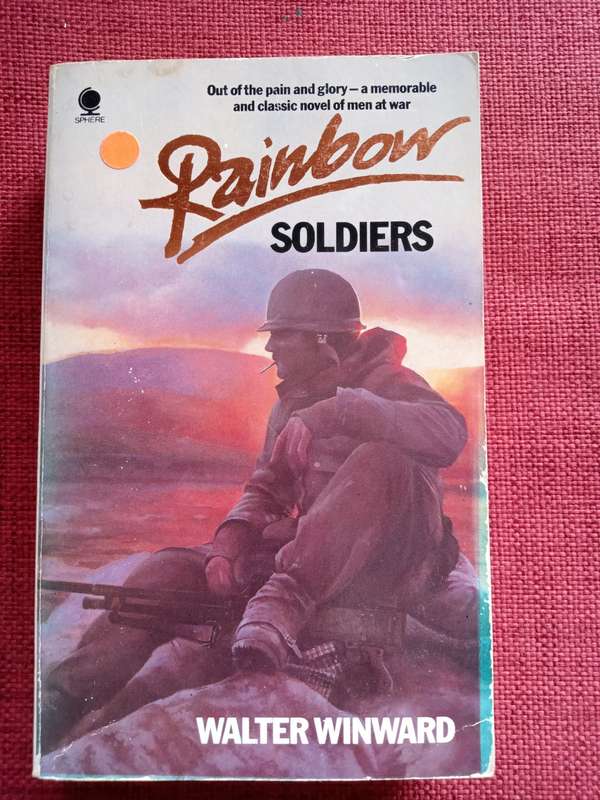 SPHERE
Out of the pain and glory — a memorable
and classic novel of men at war
Rainbow
SOLDIERS
WALTER WINWARD